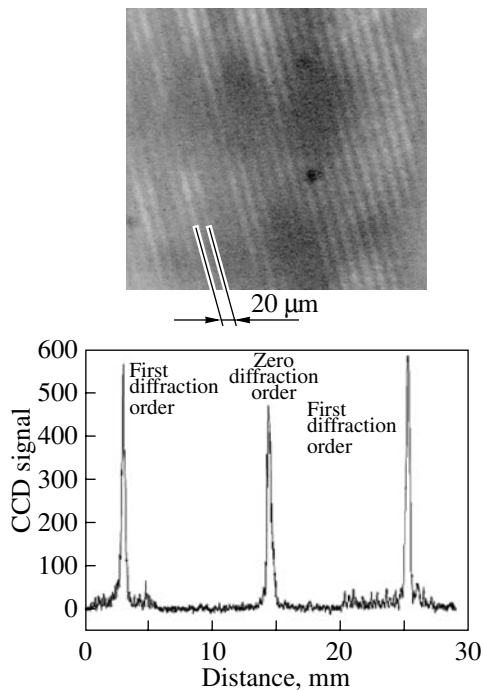 20 μm
600
500
400
300
200
100
0
CCD signal
First
diffraction
order
Zero
diffraction
order
First
diffraction
order
0
10
20
30
Distance, mm